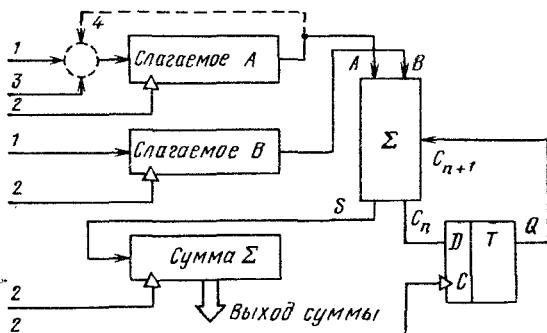 4
1
Слагаемое A
3
2
A
B
1
Слагаемое B
Σ
C n+1
2
S
C n
D
T
Q
Сумма Σ
C
2
Выход суммы
2